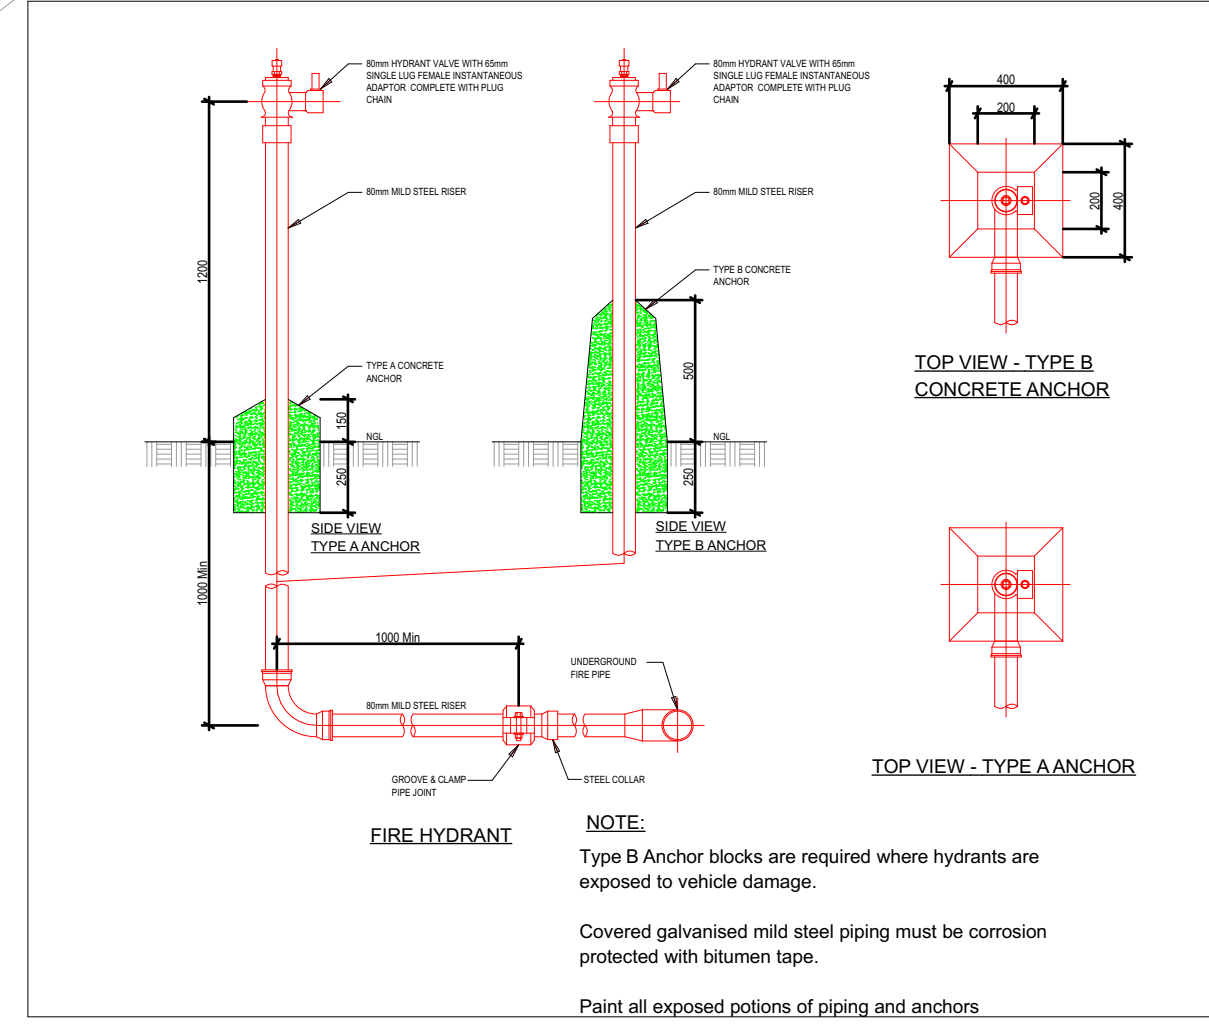 80mm HYDRANT VALVE WITH 65mm
SINGLE LUG FEMALE INSTANTANEOUS
ADAPTOR COMPLETE WITH PLUG
CHAIN
80mm HYDRANT VALVE WITH 65mm
SINGLE LUG FEMALE INSTANTANEOUS
ADAPTOR COMPLETE WITH PLUG
CHAIN
400
200
200
400
80mm MILD STEEL RISER
80mm MILD STEEL RISER
1200
TYPE B CONCRETE
ANCHOR
TOP VIEW - TYPE B
CONCRETE ANCHOR
TYPE A CONCRETE
ANCHOR
500
150
NGL
NGL
250
250
SIDE VIEW
TYPE A ANCHOR
SIDE VIEW
TYPE B ANCHOR
1000 Min
1000 Min
UNDERGROUND
FIRE PIPE
80mm MILD STEEL RISER
GROOVE & CLAMP
PIPE JOINT
STEEL COLLAR
TOP VIEW - TYPE A ANCHOR
FIRE HYDRANT
NOTE:
Type B Anchor blocks are required where hydrants are
exposed to vehicle damage.
Covered galvanised mild steel piping must be corrosion
protected with bitumen tape.
Paint all exposed potions of piping and anchors